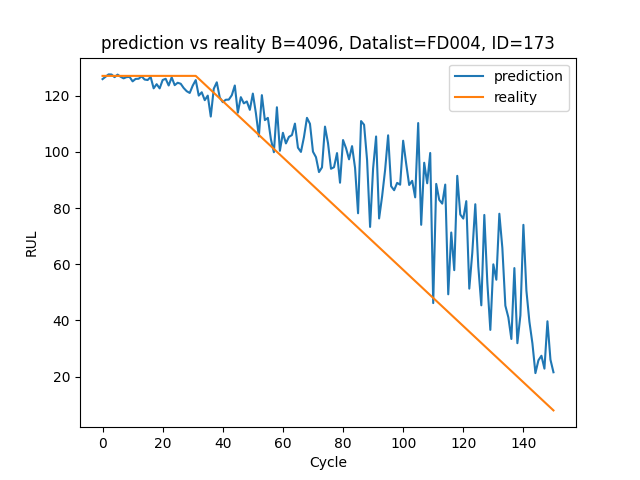 prediction vs reality B=4096, Datalist=FD004, ID=173
prediction
reality
120
100
80
60
40
20
RUL
0 20 40 60 80 100 120 140
Cycle